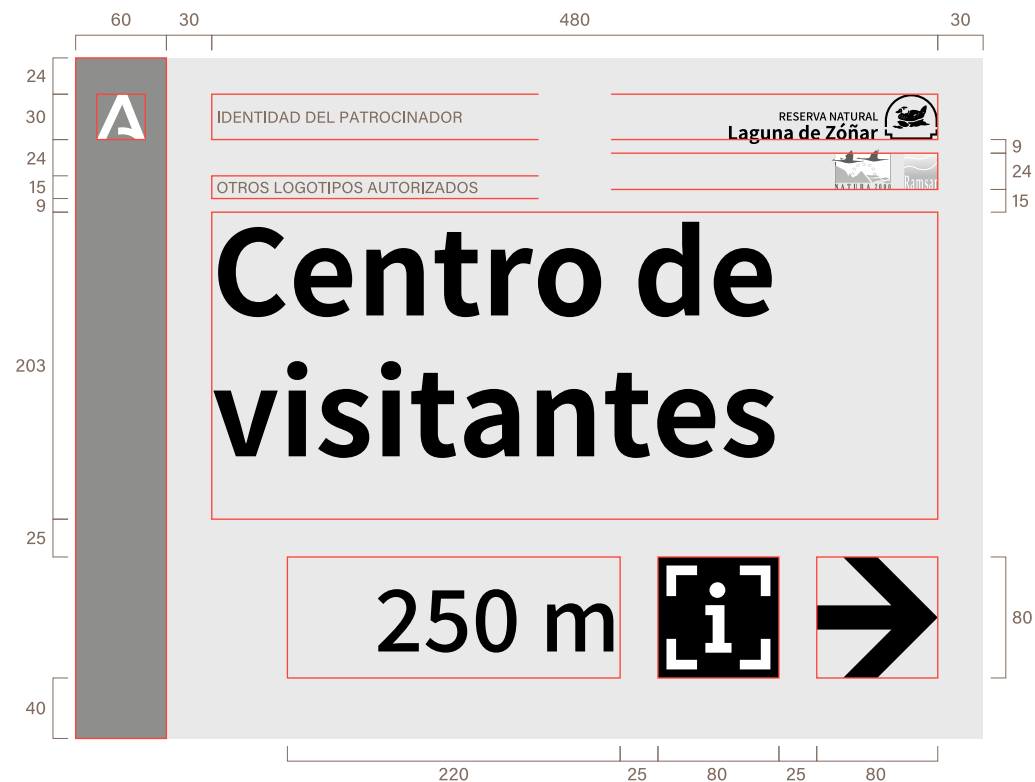 60 30 480 30
24
30
24
15
9
203
25
40
A
IDENTIDAD DEL PATROCINADOR
OTROS LOGOTIPOS AUTORIZADOS
RESERVA NATURAL
Laguna de Zóñar
NATURA 2000
Ramsar
9
24
15
Centro de
visitantes
250 m
i
80
220 25 80 25 80